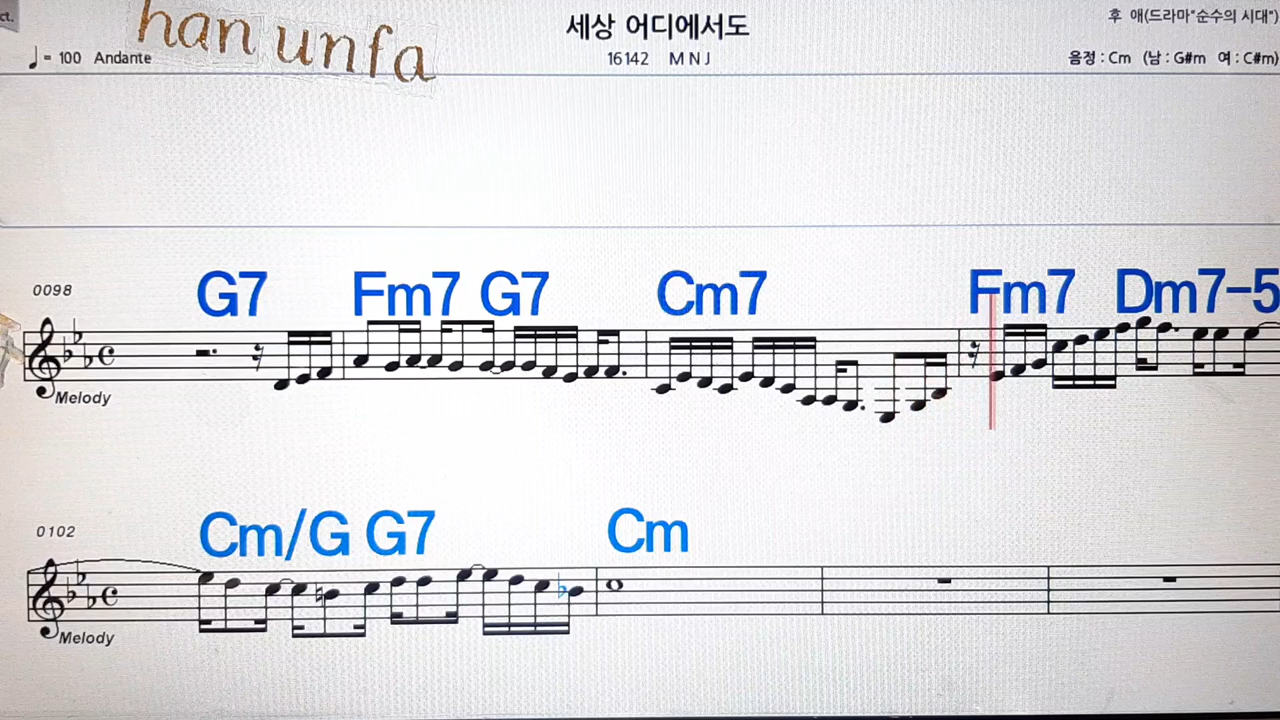 ct.
han unfa
세상 어디에서도
후 애(드라마"순수의 시대")
♩= 100 Andante
16142 MNJ
음정 : Cm (남 : G#m 여 : C#m)
0098
G7 Fm7 G7 Cm7 Fm7 Dm7-5
Melody
0102
Cm/G G7 Cm
Melody